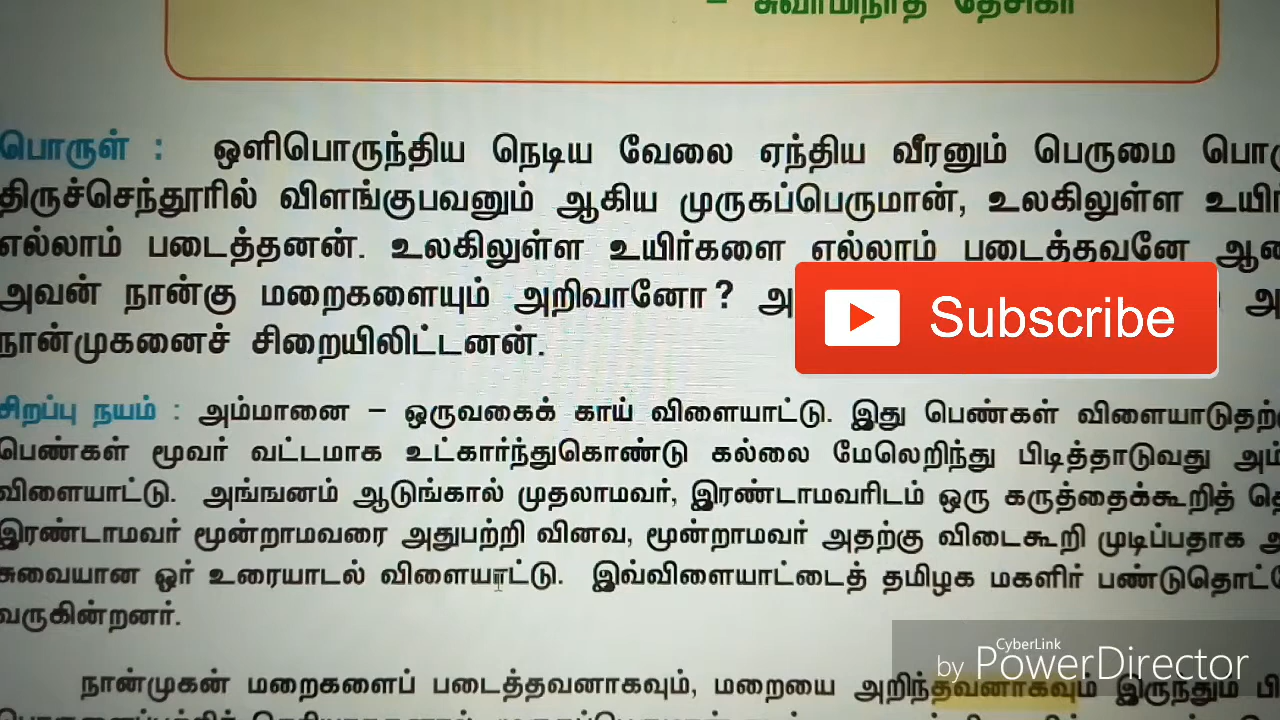 – சுவாமிநாத தேசிகர்
பொருள் : ஒளிபொருந்திய நெடிய வேலை ஏந்திய வீரனும் பெருமை
திருச்செந்தூரில் விளங்குபவனும் ஆகிய முருகப்பெருமான், உலகிலுள்ள
எல்லாம் படைத்தனன். உலகிலுள்ள உயிர்களை எல்லாம் படைத்தவனே
அவன் நான்கு மறைகளையும் அறிவானோ?
Subscribe
நான்முகனைச் சிறையிலிட்டனன்.
சிறப்பு நயம் : அம்மானை – ஒருவகைக் காய் விளையாட்டு. இது பெண்கள்
பெண்கள் மூவர் வட்டமாக உட்கார்ந்துகொண்டு கல்லை மேலெறிந்து பிடித்தாடுவது
விளையாட்டு. அங்ஙனம் ஆடுங்கால் முதலாமவர், இரண்டாமவரிடம் ஒரு கருத்தைக்கூறித்
இரண்டாமவர் மூன்றாமவரை அதுபற்றி வினவ, மூன்றாமவர் அதற்கு விடைகூறி முடிப்பதாக
சுவையான ஓர் உரையாடல் விளையாட்டு. இவ்விளையாட்டைத் தமிழக மகளிர்
வருகின்றனர்.
CyberLink
by PowerDirector
நான்முகன் மறைகளைப் படைத்தவனாகவும், மறையை அறிந்தவனாகவும் இருந்தும்